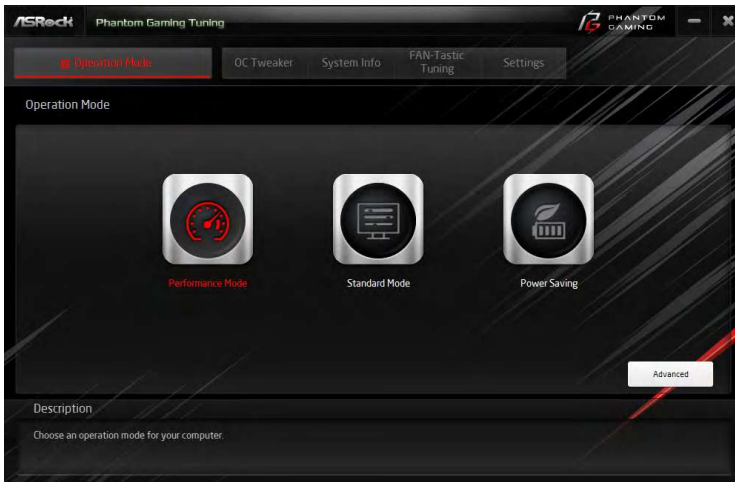 ASRock
Phantom Gaming Tuning
PHANTOM
GAMING
Operation Mode
OC Tweaker
System Info
FAN-Tastic
Tuning
Settings
Operation Mode
Performance Mode
Standard Mode
Power Saving
Advanced
Description
Choose an operation mode for your computer.